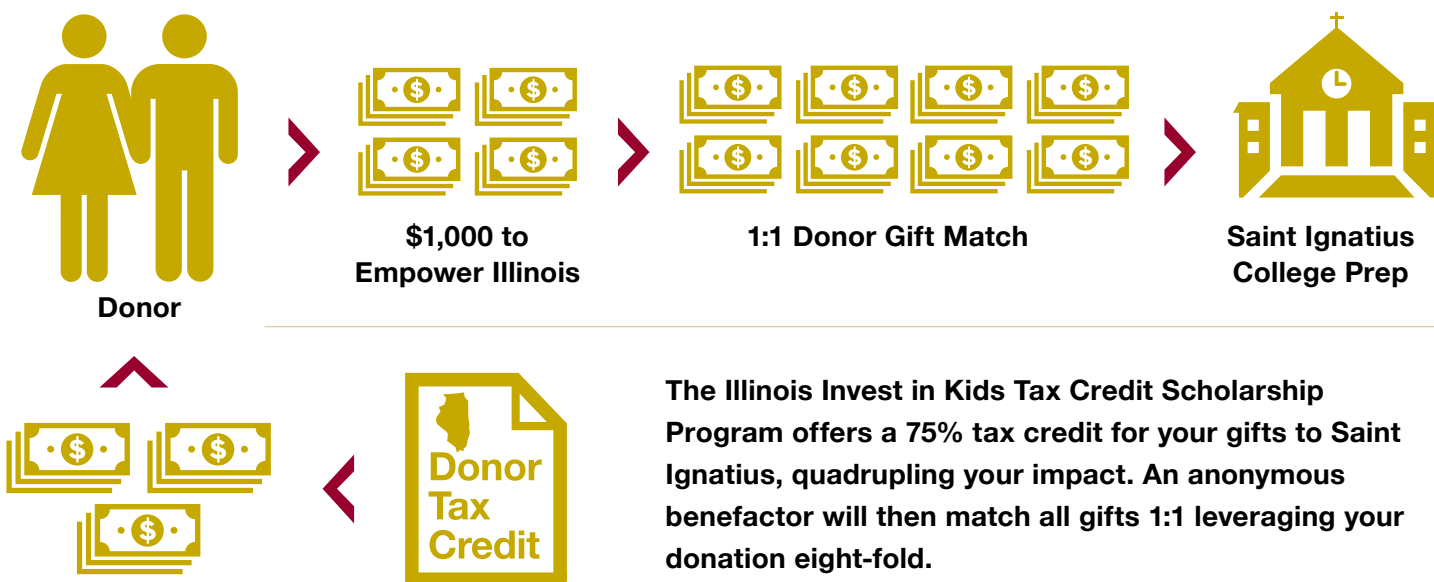 $1,000 to
Empower Illinois
1:1 Donor Gift Match
Saint Ignatius
College Prep
Donor
Donor
Tax
Credit
The Illinois Invest in Kids Tax Credit Scholarship
Program offers a 75% tax credit for your gifts to Saint
Ignatius, quadrupling your impact. An anonymous
benefactor will then match all gifts 1:1 leveraging your
donation eight-fold.